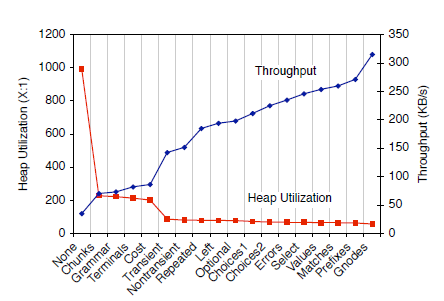 1200
1000
800
600
400
200
0
Heap Utilization (X:1)
350
300
250
200
150
100
50
0
Throughput (KB/s)
Throughput
Heap Utilization
None
Chunks
Grammar
Terminals
Cost
Transient
Nontransient
Repeated
Left
Optional
Choices1
Choices2
Errors
Select
Values
Matches
Prefixes
Gnodes